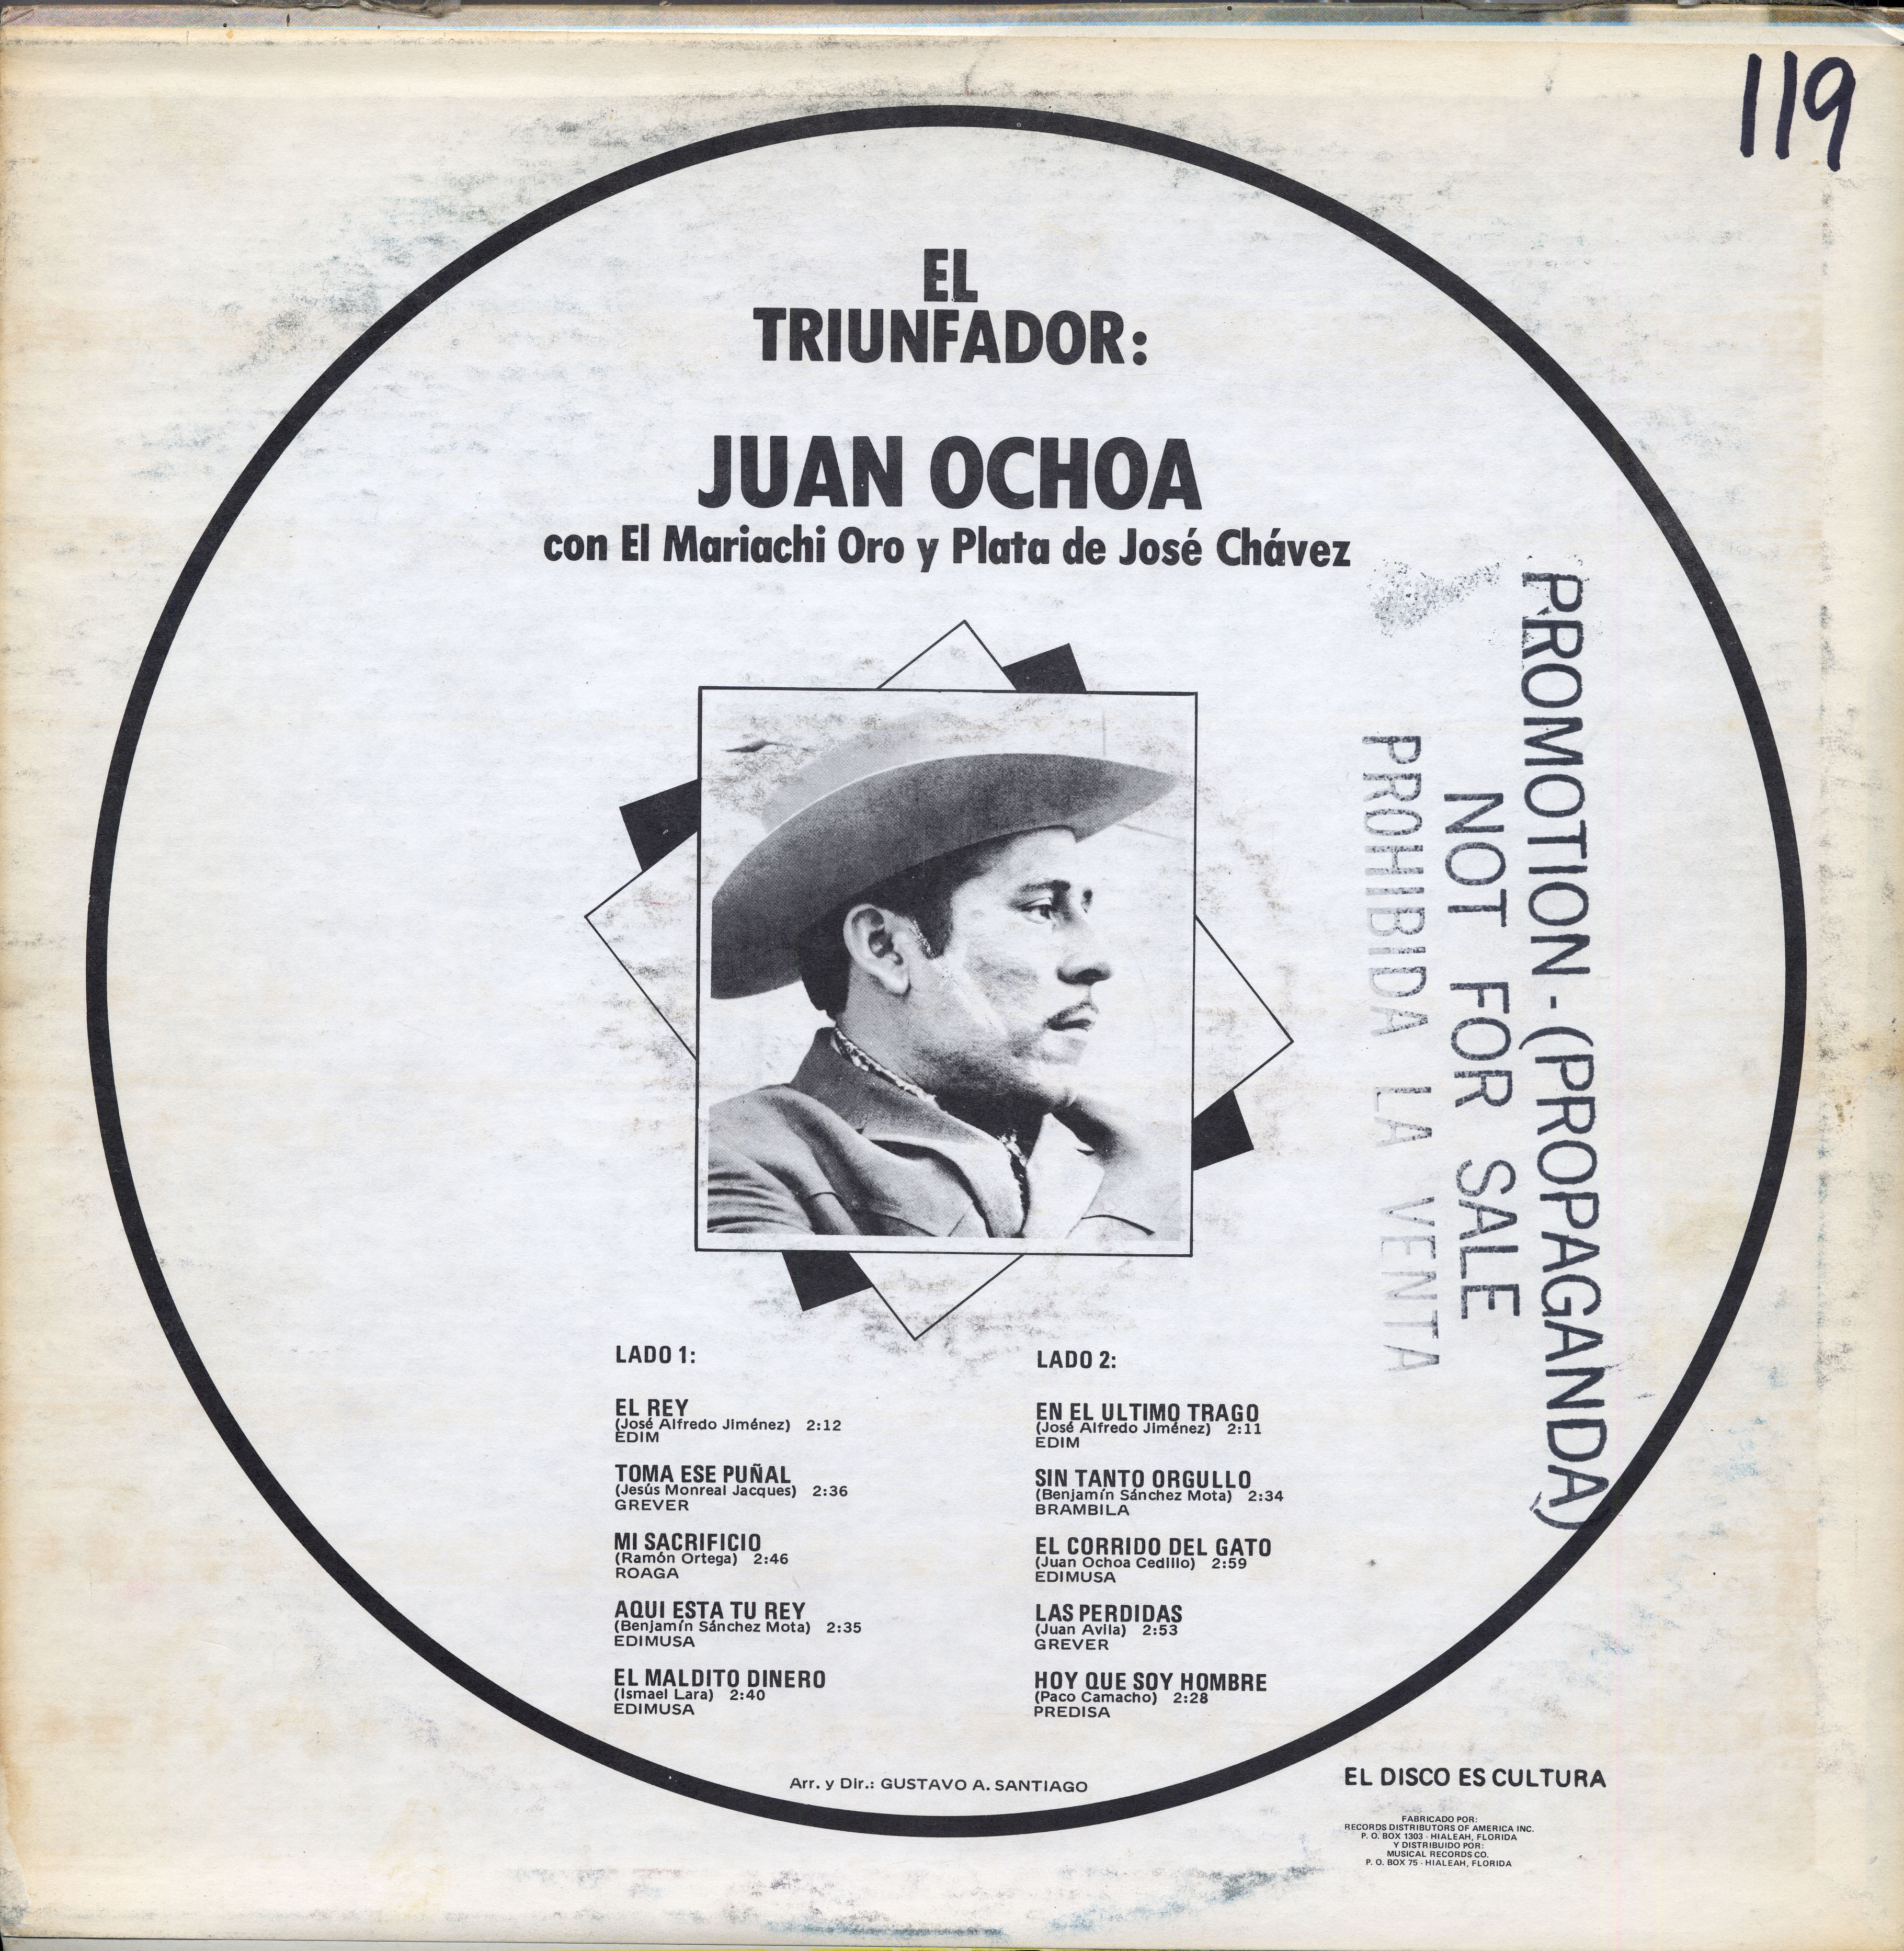 119
EL
TRIUNFADOR:
JUAN OCHOA
con El Mariachi Oro y Plata de José Chávez
PROMOTION - (PROPAGANDA)
NOT FOR SALE
PROHIBIDA LA VENTA
LADO 1:
EL REY
(José Alfredo Jiménez) 2:12
EDIM
TOMA ESE PUÑAL
(Jesús Monreal Jacques) 2:36
GREVER
MI SACRIFICIO
(Ramón Ortega) 2:46
ROAGA
AQUI ESTA TU REY
(Benjamín Sánchez Mota) 2:35
EDIMUSA
EL MALDITO DINERO
(Ismael Lara) 2:40
EDIMUSA
LADO 2:
EN EL ULTIMO TRAGO
(José Alfredo Jiménez) 2:11
EDIM
SIN TANTO ORGULLO
(Benjamín Sánchez Mota) 2:34
BRAMBILA
EL CORRIDO DEL GATO
(Juan Ochoa Cedillo) 2:59
EDIMUSA
LAS PERDIDAS
(Juan Avila) 2:53
GREVER
HOY QUE SOY HOMBRE
(Paco Camacho) 2:28
PREDISA
Arr. y Dir.: GUSTAVO A. SANTIAGO
EL DISCO ES CULTURA
FABRICADO POR:
RECORDS DISTRIBUTORS OF AMERICA INC.
P. O. BOX 1303 - HIALEAH, FLORIDA
Y DISTRIBUIDO POR:
MUSICAL RECORDS CO.
P. O. BOX 75 - HIALEAH, FLORIDA